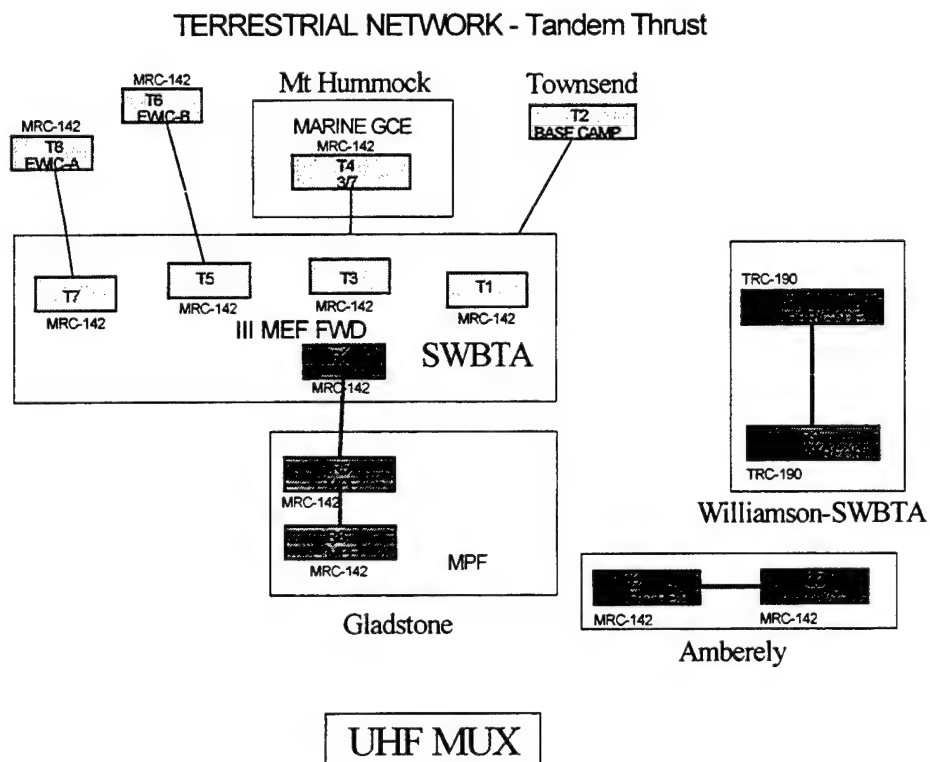 TERRESTRIAL NETWORK - Tandem Thrust
MRC-142
T6
EWIC-B
MRC-142
T8
EWIC-A
Mt Hummock
MARINE GCE
MRC-142
T4
3/7
Townsend
T2
BASE CAMP
T7
MRC-142
T5
MRC-142
T3
MRC-142
T1
MRC-142
III MEF FWD
SWBTA
MRC-142
MRC-142
MRC-142
MPF
Gladstone
TRC-190
TRC-190
Williamson-SWBTA
MRC-142
MRC-142
Amberely
UHF MUX